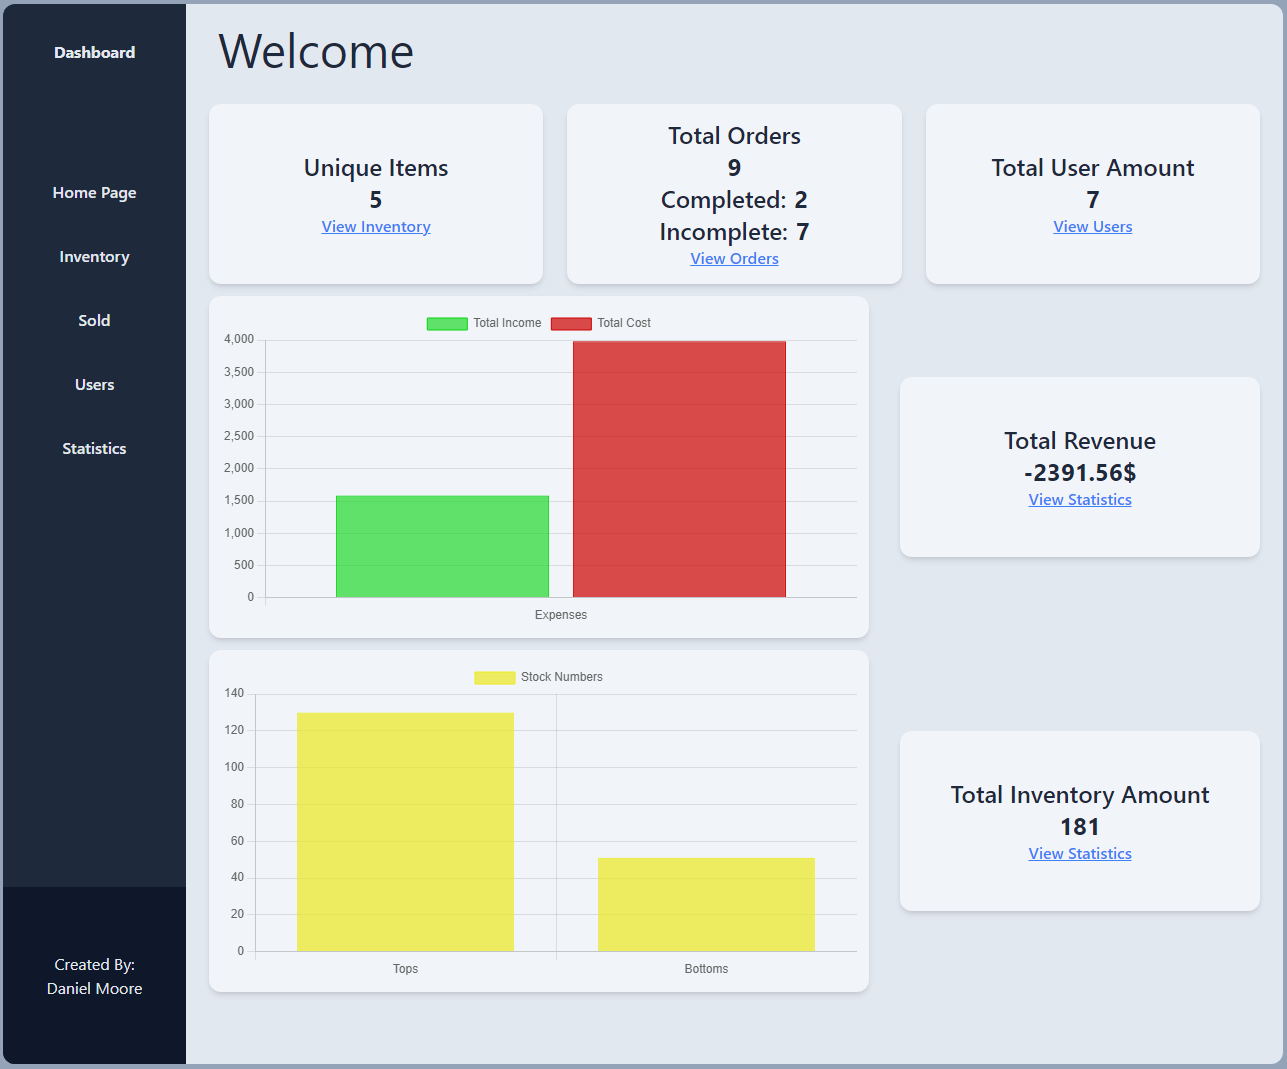 Dashboard
Home Page
Inventory
Sold
Users
Statistics
Created By:
Daniel Moore
Welcome
Unique Items
5
View Inventory
Total Orders
9
Completed: 2
Incomplete: 7
View Orders
Total User Amount
7
View Users
Total Income Total Cost
4,000
3,500
3,000
2,500
2,000
1,500
1,000
500
0
Expenses
Total Revenue
-2391.56$
View Statistics
Stock Numbers
140
120
100
80
60
40
20
0
Tops Bottoms
Total Inventory Amount
181
View Statistics